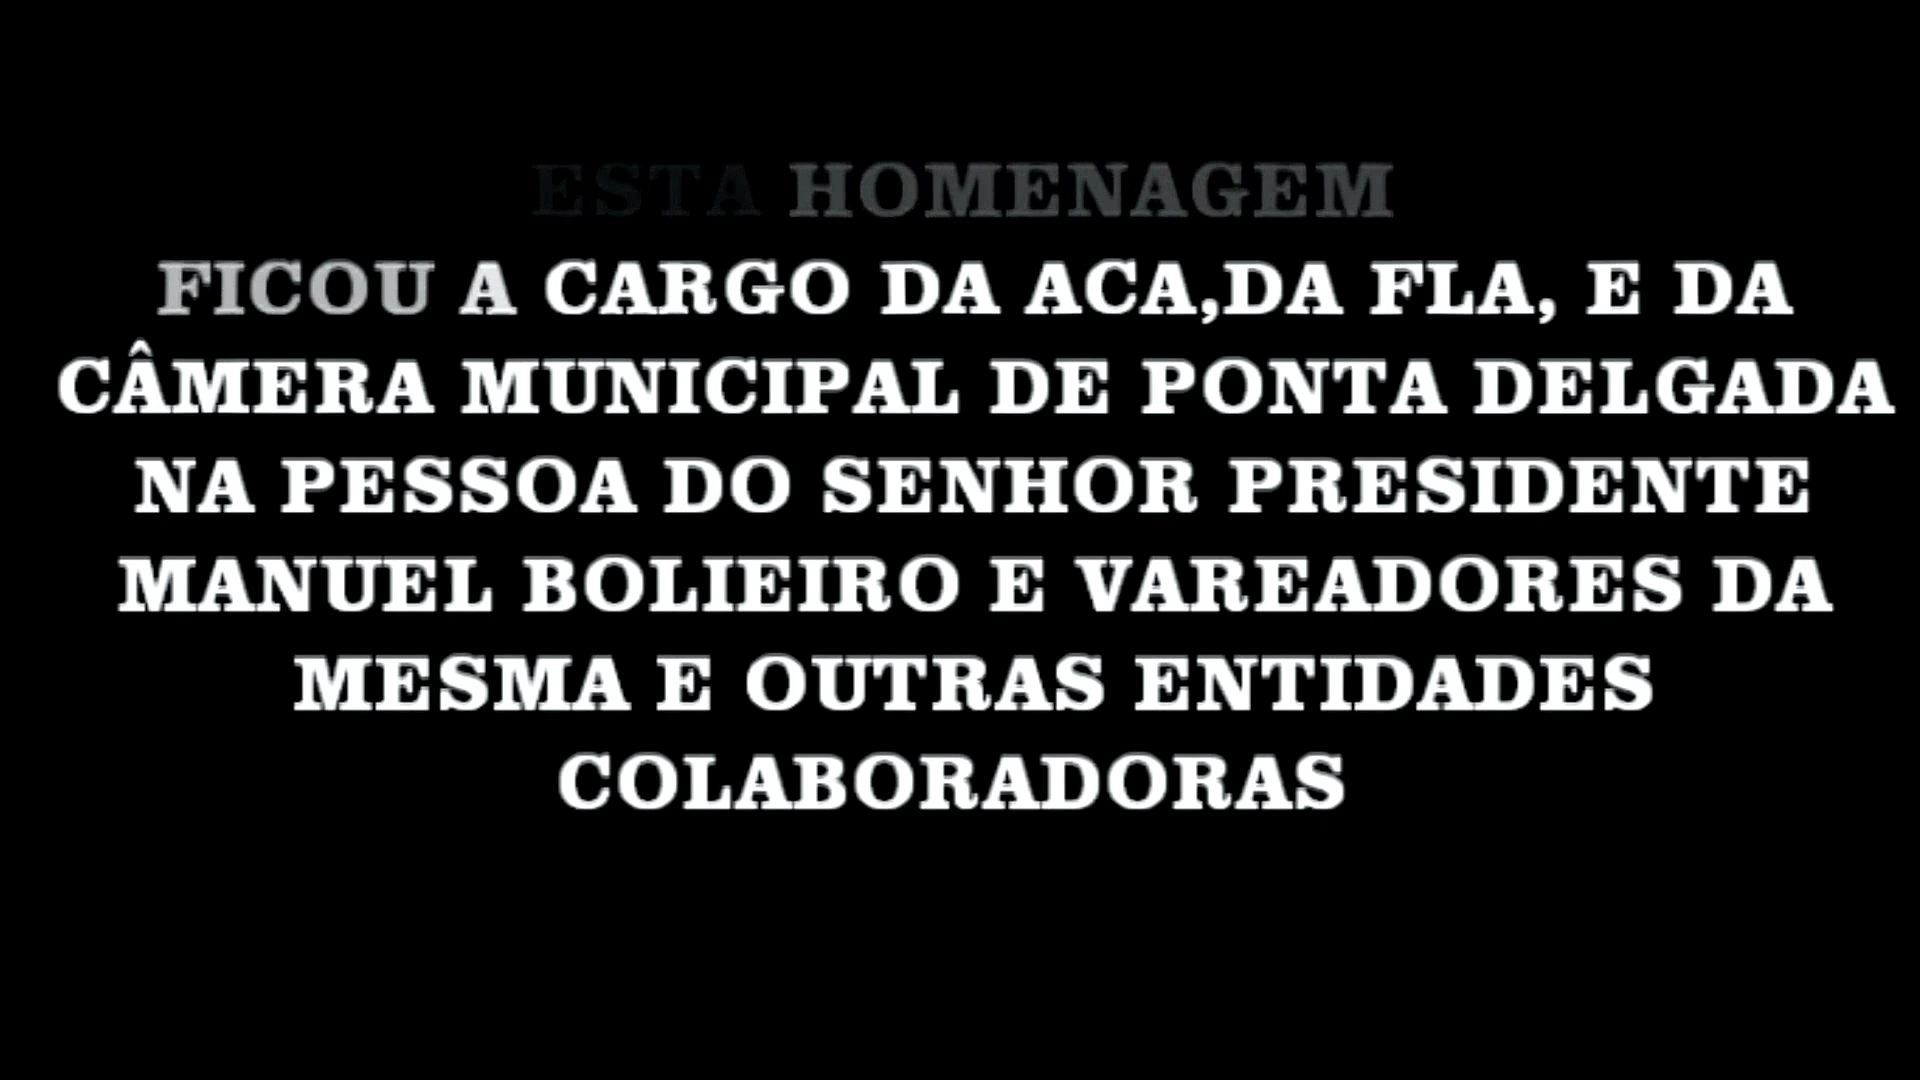 ESTA HOMENAGEM
FICOU A CARGO DA ACA,DA FLA, E DA
CÂMERA MUNICIPAL DE PONTA DELGADA
NA PESSOA DO SENHOR PRESIDENTE
MANUEL BOLIEIRO E VAREADORES DA
MESMA E OUTRAS ENTIDADES
COLABORADORAS